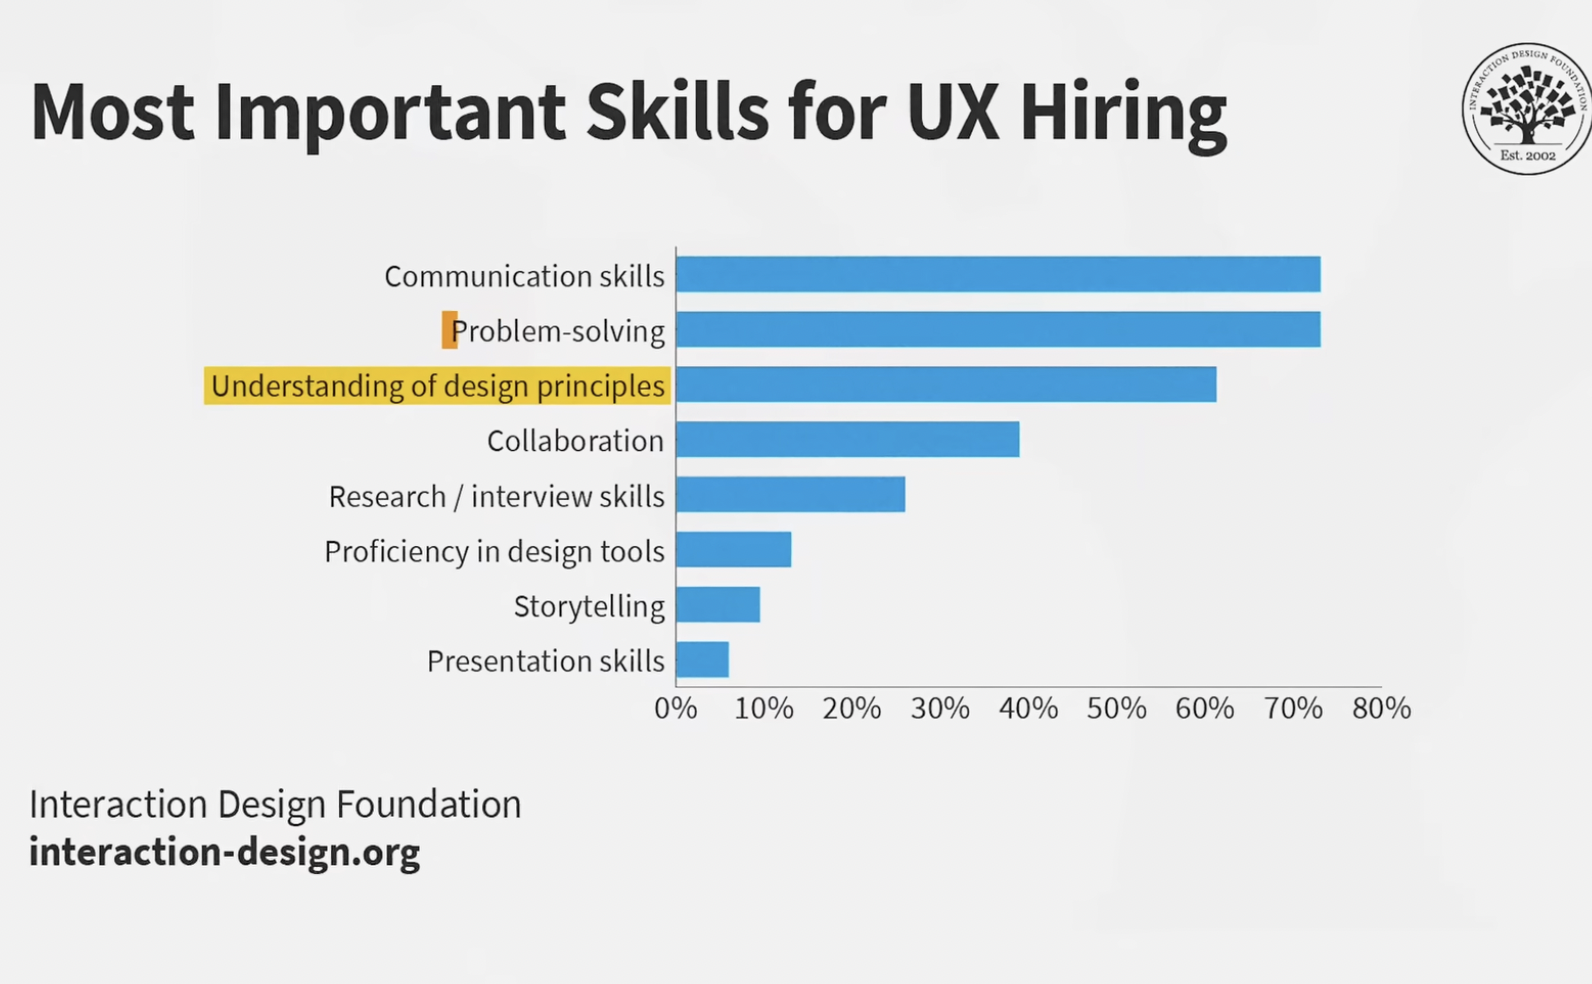 Most Important Skills for UX Hiring
INTERACTION DESIGN FOUNDATION
Est. 2002
Communication skills
Problem-solving
Understanding of design principles
Collaboration
Research / interview skills
Proficiency in design tools
Storytelling
Presentation skills
0% 10% 20% 30% 40% 50% 60% 70% 80%
Interaction Design Foundation
interaction-design.org